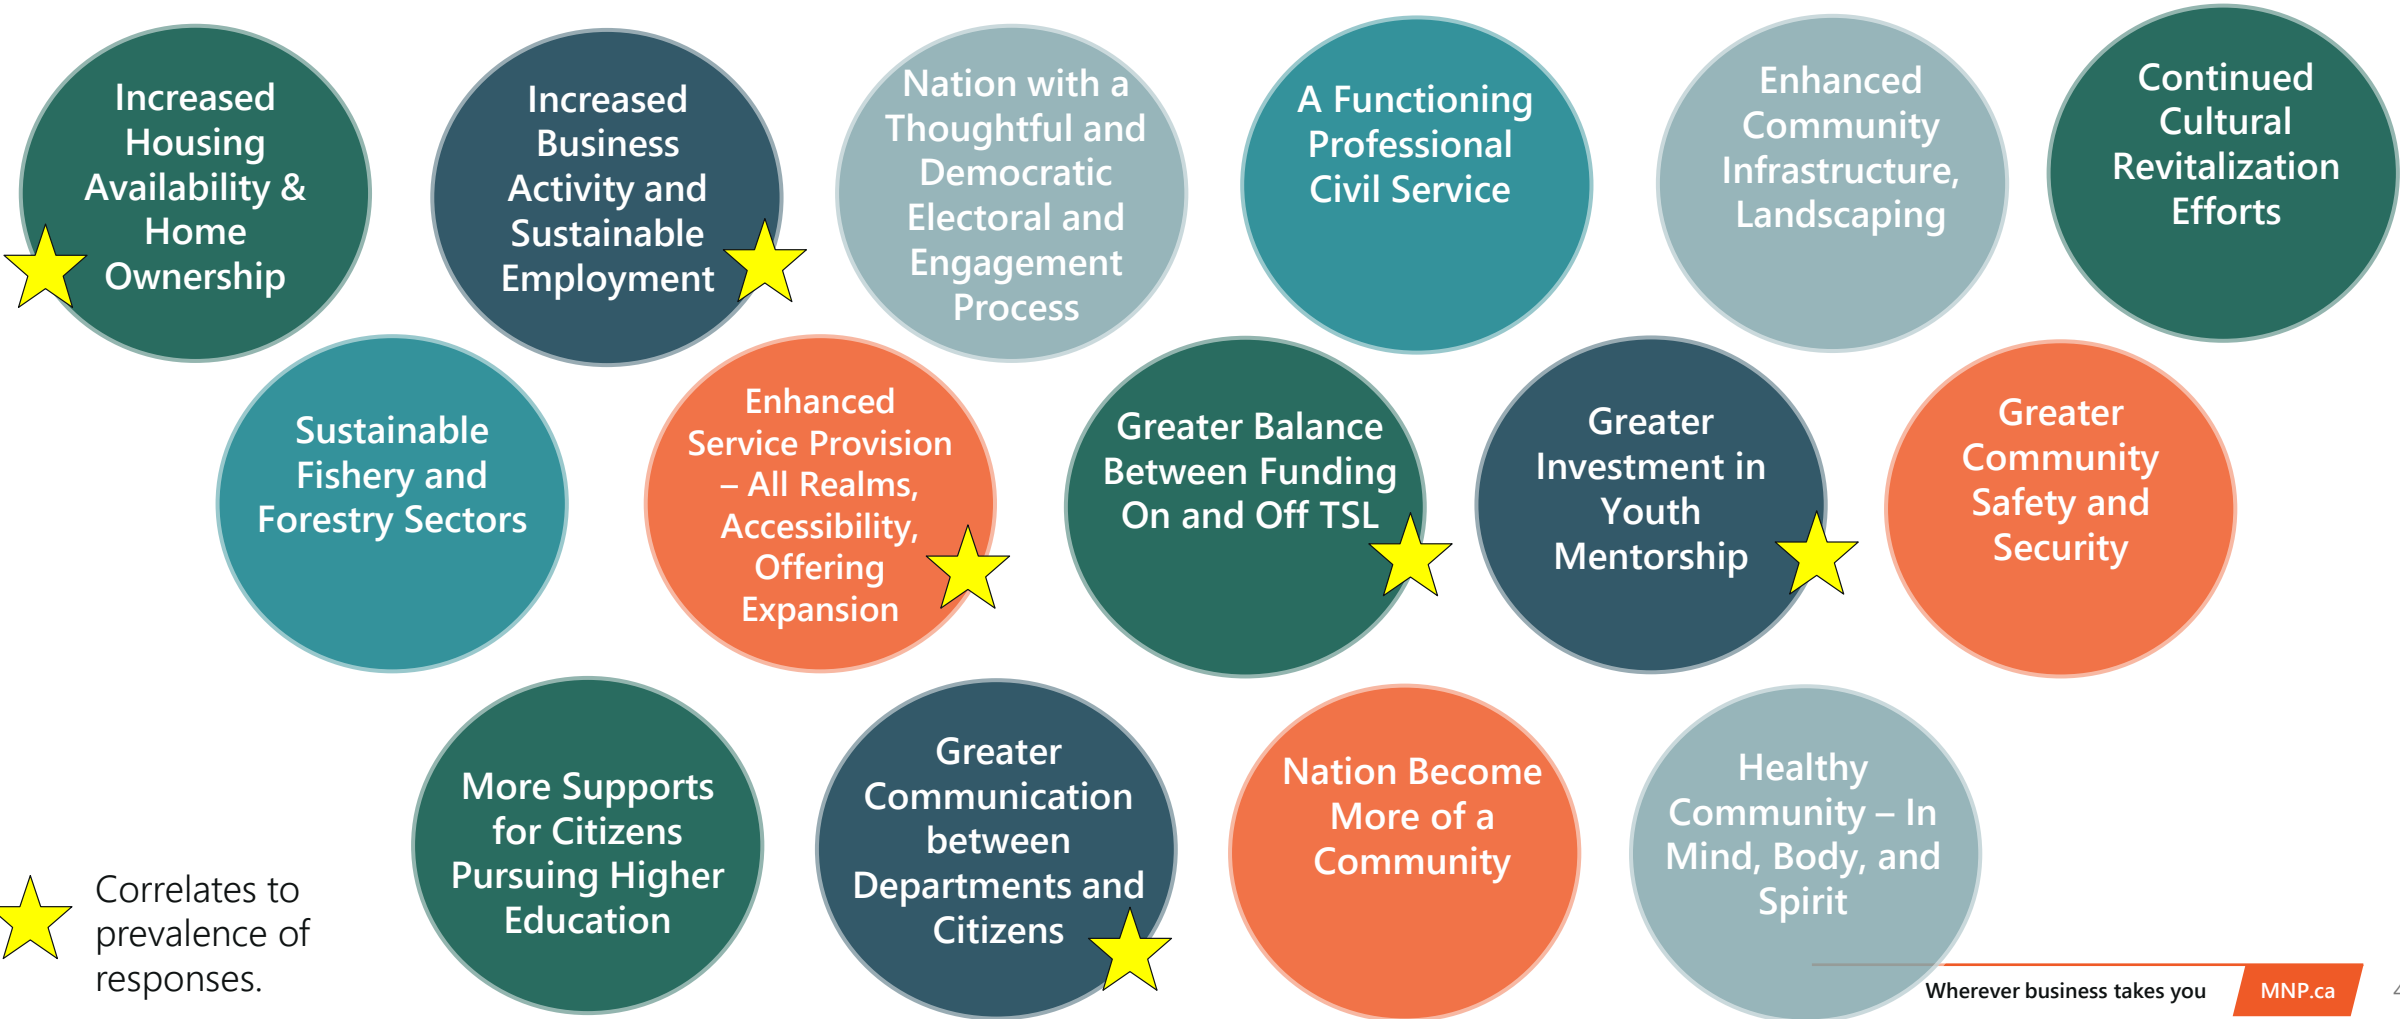 Increased
Housing
Availability &
Home
Ownership
Increased
Business
Activity and
Sustainable
Employment
Nation with a
Thoughtful and
Democratic
Electoral and
Engagement
Process
A Functioning
Professional
Civil Service
Enhanced
Community
Infrastructure,
Landscaping
Continued
Cultural
Revitalization
Efforts
Sustainable
Fishery and
Forestry Sectors
Enhanced
Service Provision
– All Realms,
Accessibility,
Offering
Expansion
Greater Balance
Between Funding
On and Off TSL
Greater
Investment in
Youth
Mentorship
Greater
Community
Safety and
Security
More Supports
for Citizens
Pursuing Higher
Education
Greater
Communication
between
Departments and
Citizens
Nation Become
More of a
Community
Healthy
Community – In
Mind, Body, and
Spirit
Correlates to
prevalence of
responses.
Wherever business takes you
MNP.ca